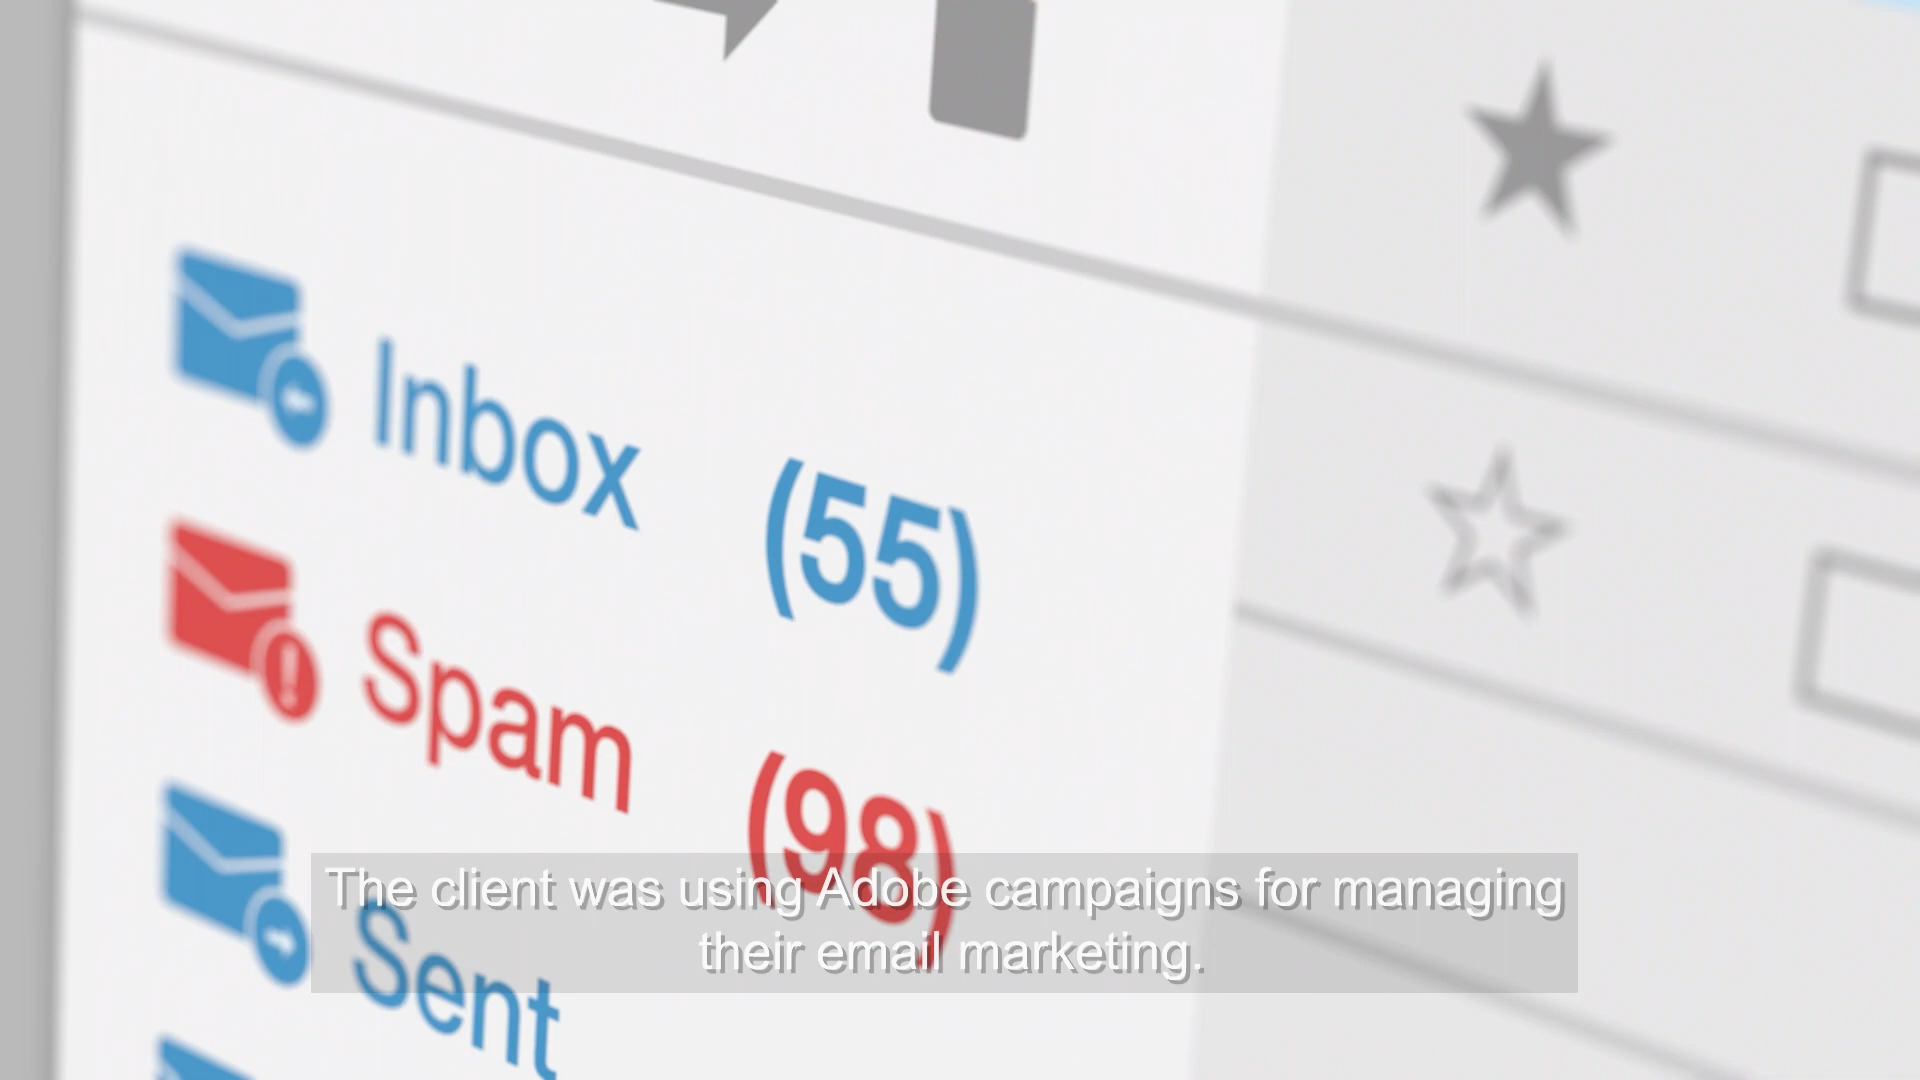 Inbox (55)
Spam (98)
Sent
The client was using Adobe campaigns for managing
their email marketing.